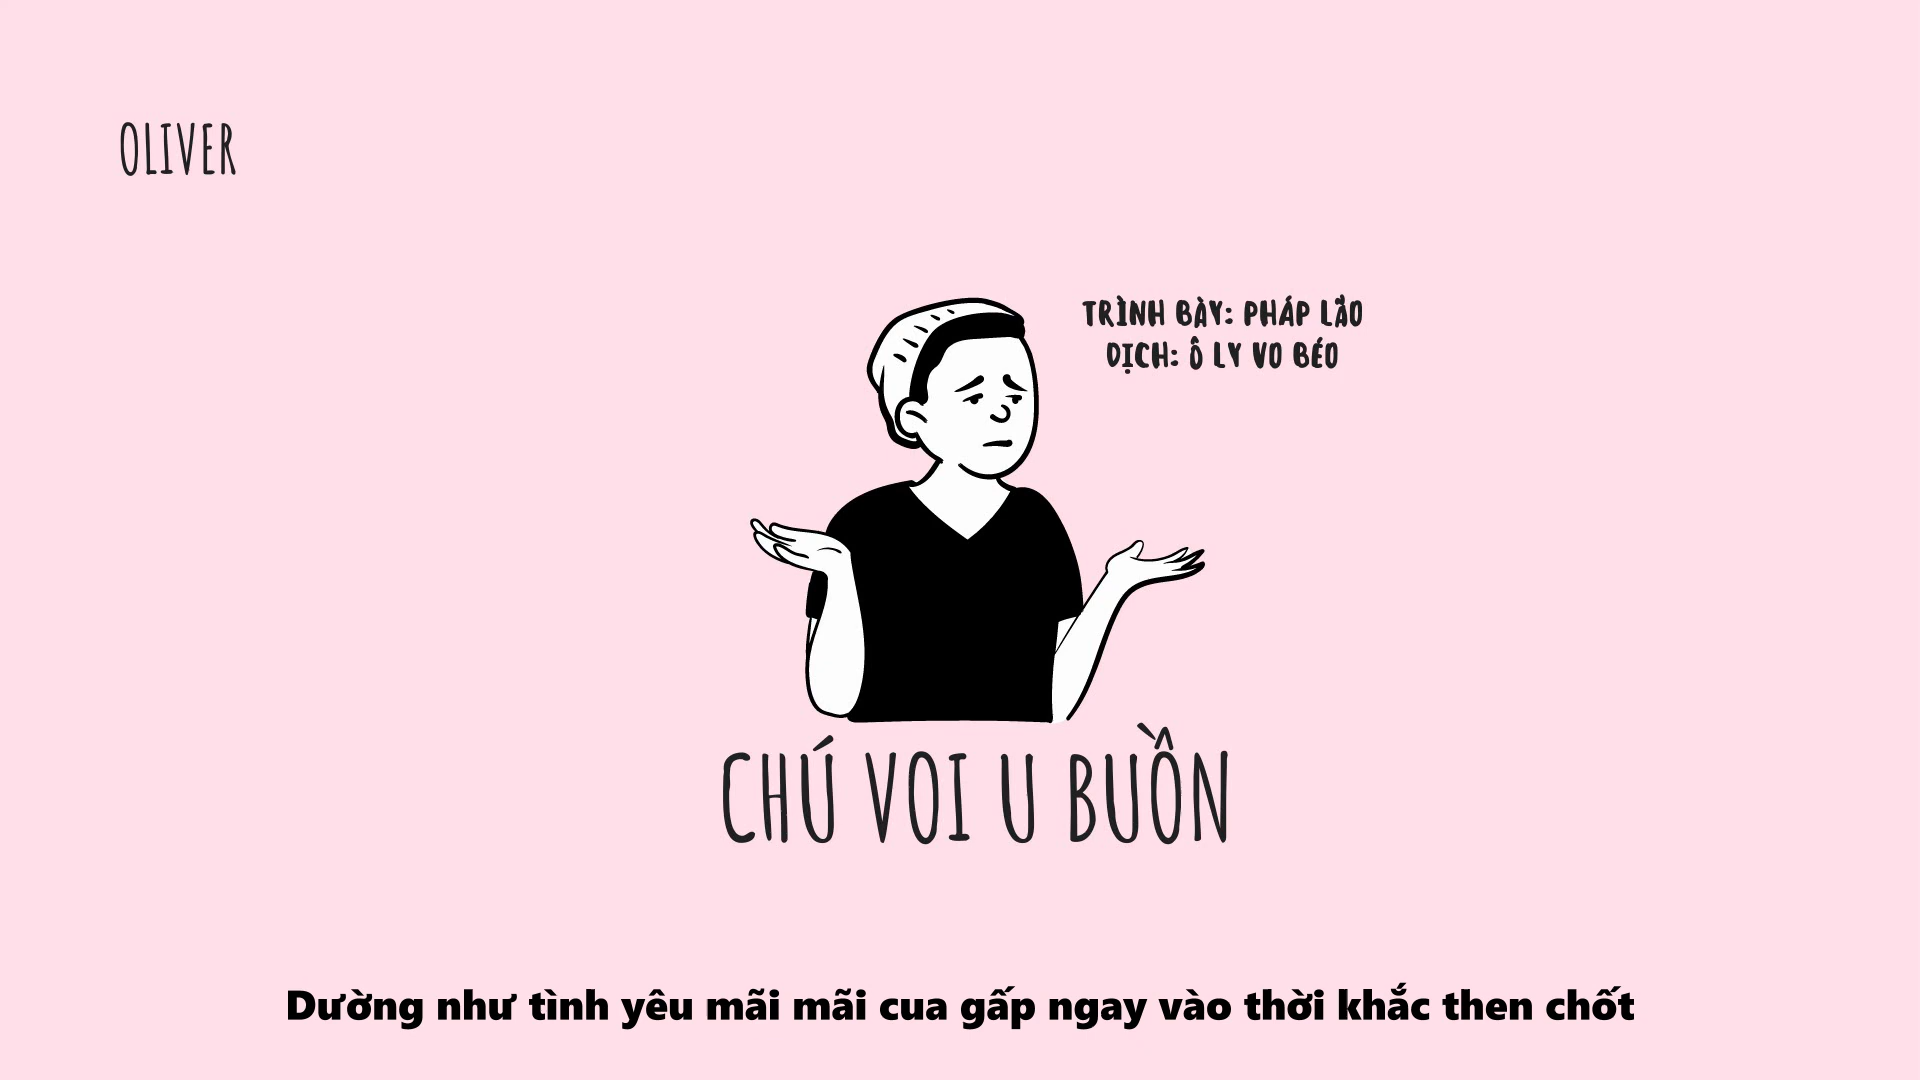 OLIVER
TRÌNH BÀY: PHÁP LÃO
DỊCH: Ô LY VO BÉO
CHÚ VOI U BUỒN
Dường như tình yêu mãi mãi cua gấp ngay vào thời khắc then chốt